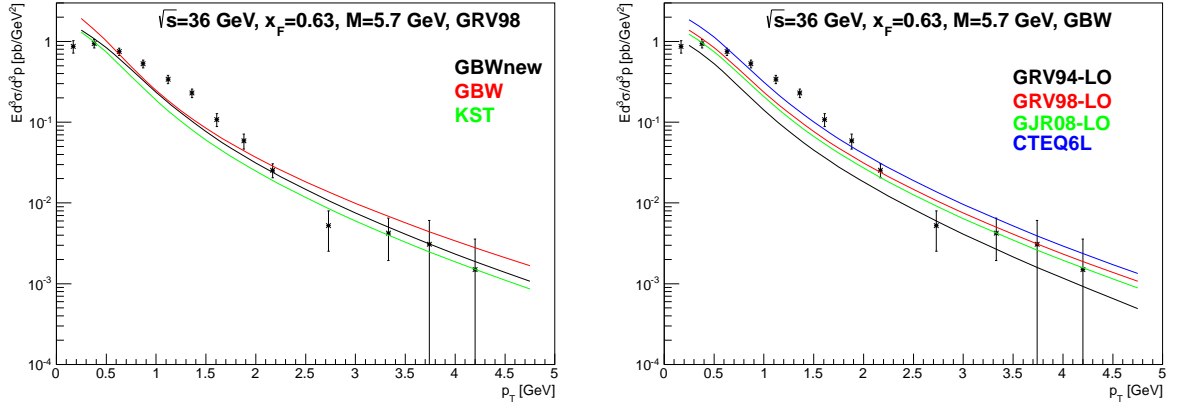 √s=36 GeV, x_F=0.63, M=5.7 GeV, GRV98
Ed³σ/d³p [pb/GeV²]
GBWnew
GBW
KST
1
10⁻¹
10⁻²
10⁻³
10⁻⁴
0 0.5 1 1.5 2 2.5 3 3.5 4 4.5 5
p_T [GeV]
√s=36 GeV, x_F=0.63, M=5.7 GeV, GBW
Ed³σ/d³p [pb/GeV²]
GRV94-LO
GRV98-LO
GJR08-LO
CTEQ6L
1
10⁻¹
10⁻²
10⁻³
10⁻⁴
0 0.5 1 1.5 2 2.5 3 3.5 4 4.5 5
p_T [GeV]